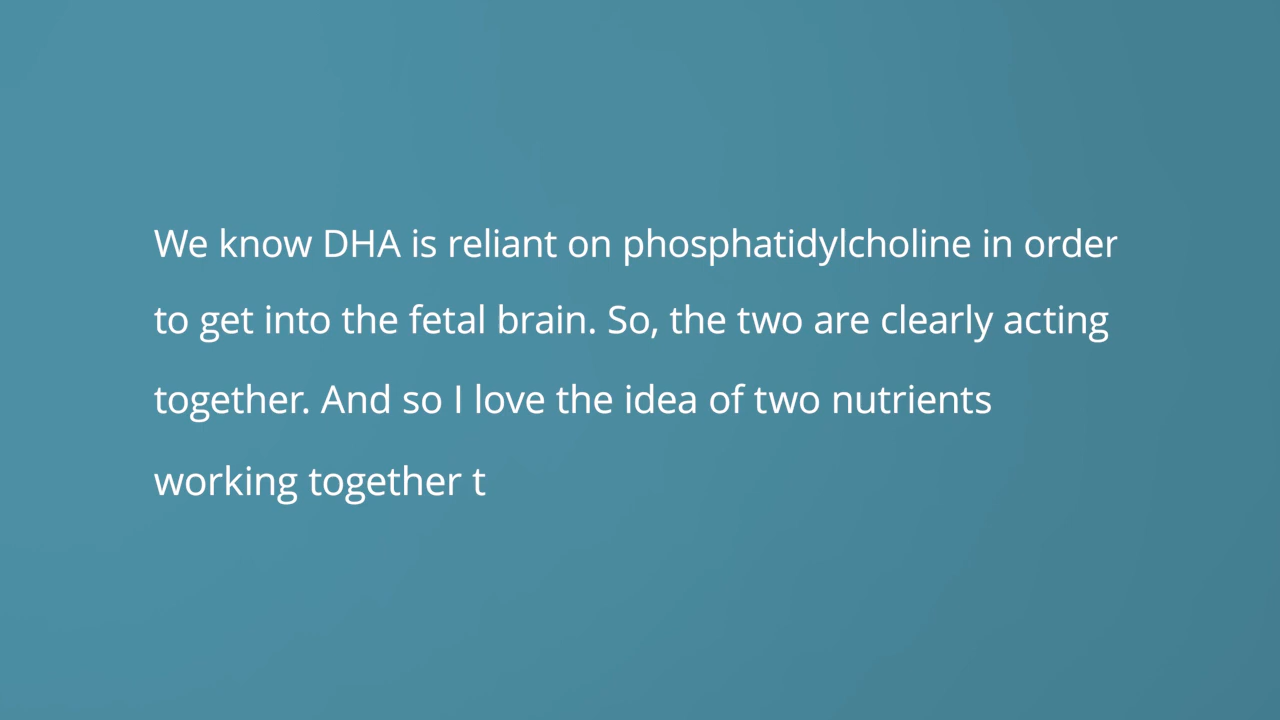 We know DHA is reliant on phosphatidylcholine in order
to get into the fetal brain. So, the two are clearly acting
together. And so I love the idea of two nutrients
working together t